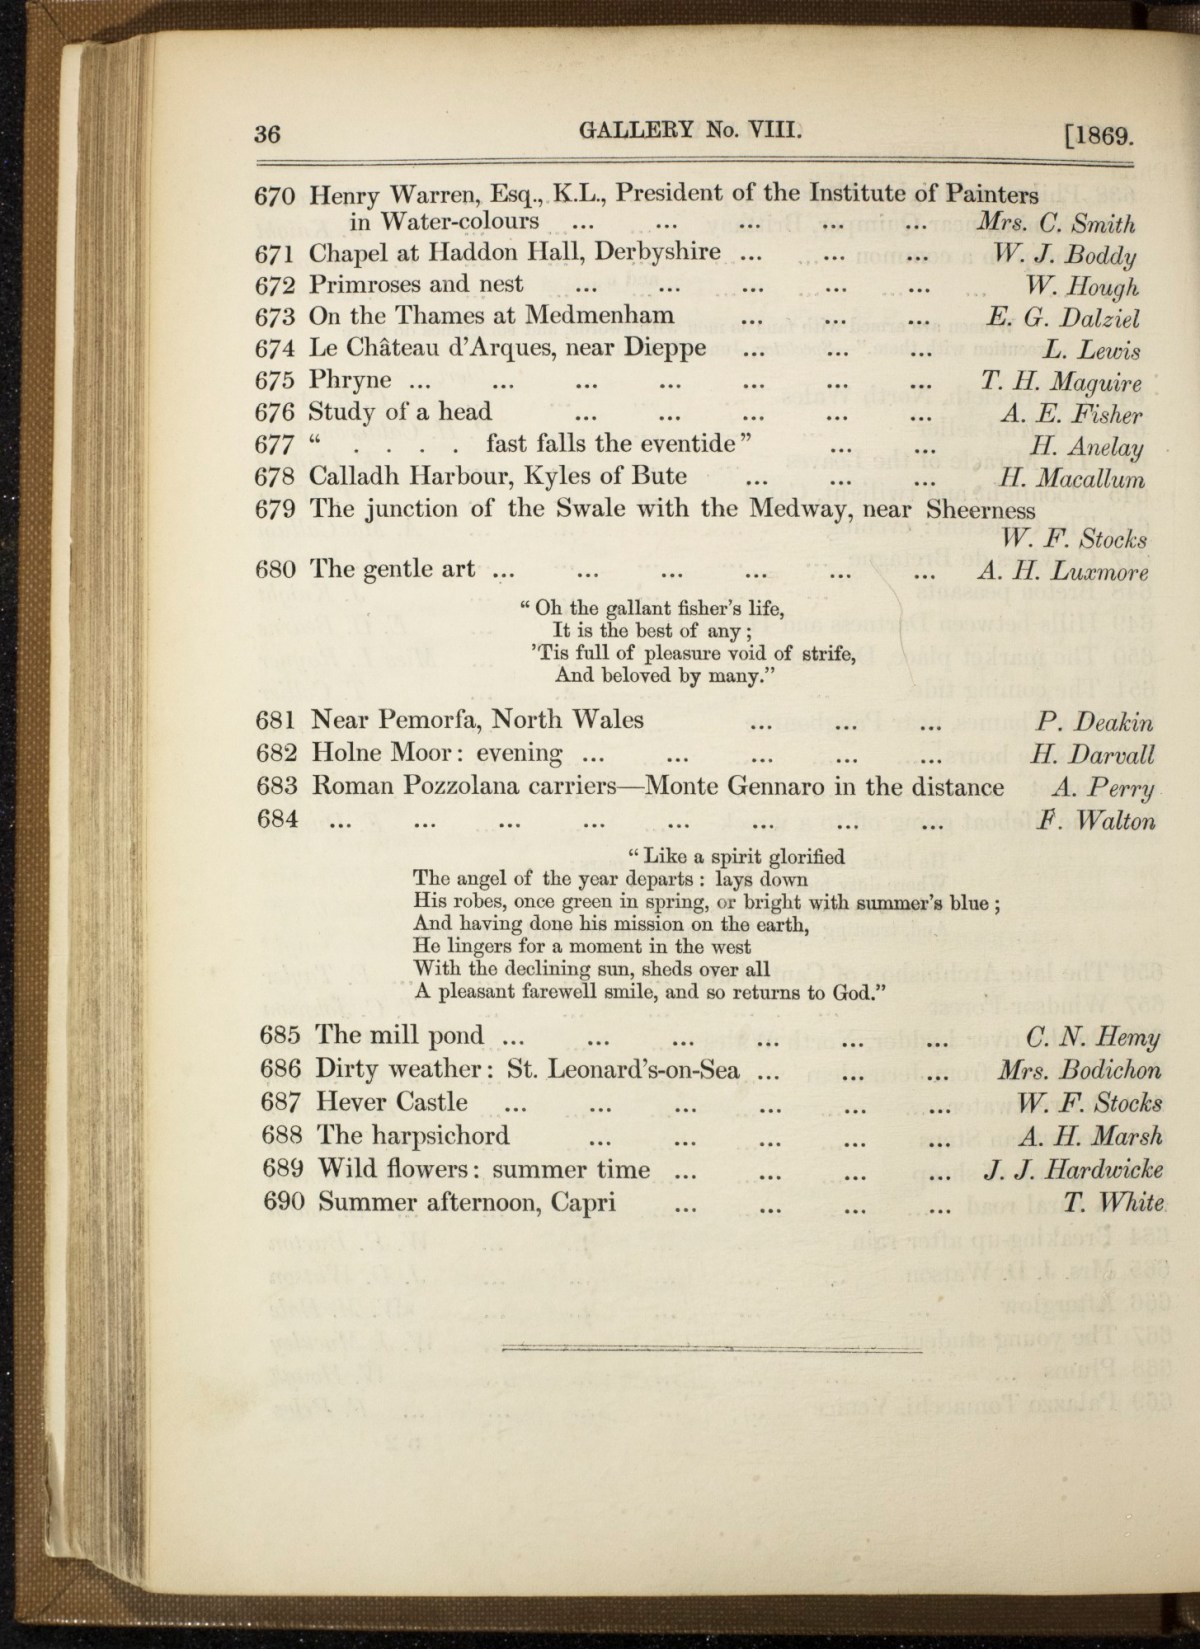 36 GALLERY No. VIII. [1869.
670 Henry Warren, Esq., K.L., President of the Institute of Painters
in Water-colours ... ... ... ... ... Mrs. C. Smith
671 Chapel at Haddon Hall, Derbyshire ... ... ... W. J. Boddy
672 Primroses and nest ... ... ... ... ... W. Hough
673 On the Thames at Medmenham ... ... ... E. G. Dalziel
674 Le Château d'Arques, near Dieppe ... ... ... L. Lewis
675 Phryne ... ... ... ... ... ... ... T. H. Maguire
676 Study of a head ... ... ... ... ... A. E. Fisher
677 “ . . . . fast falls the eventide” ... ... H. Anelay
678 Calladh Harbour, Kyles of Bute ... ... ... H. Macallum
679 The junction of the Swale with the Medway, near Sheerness
W. F. Stocks
680 The gentle art ... ... ... ... ... ... A. H. Luxmore
“Oh the gallant fisher's life,
It is the best of any;
'Tis full of pleasure void of strife,
And beloved by many.”
681 Near Pemorfa, North Wales ... ... ... P. Deakin
682 Holne Moor: evening ... ... ... ... ... H. Darvall
683 Roman Pozzolana carriers—Monte Gennaro in the distance A. Perry
684 ... ... ... ... ... ... ... ... F. Walton
“Like a spirit glorified
The angel of the year departs: lays down
His robes, once green in spring, or bright with summer's blue;
And having done his mission on the earth,
He lingers for a moment in the west
With the declining sun, sheds over all
A pleasant farewell smile, and so returns to God.”
685 The mill pond ... ... ... ... ... ... C. N. Hemy
686 Dirty weather: St. Leonard's-on-Sea ... ... ... Mrs. Bodichon
687 Hever Castle ... ... ... ... ... ... W. F. Stocks
688 The harpsichord ... ... ... ... ... A. H. Marsh
689 Wild flowers: summer time ... ... ... ... J. J. Hardwicke
690 Summer afternoon, Capri ... ... ... ... T. White